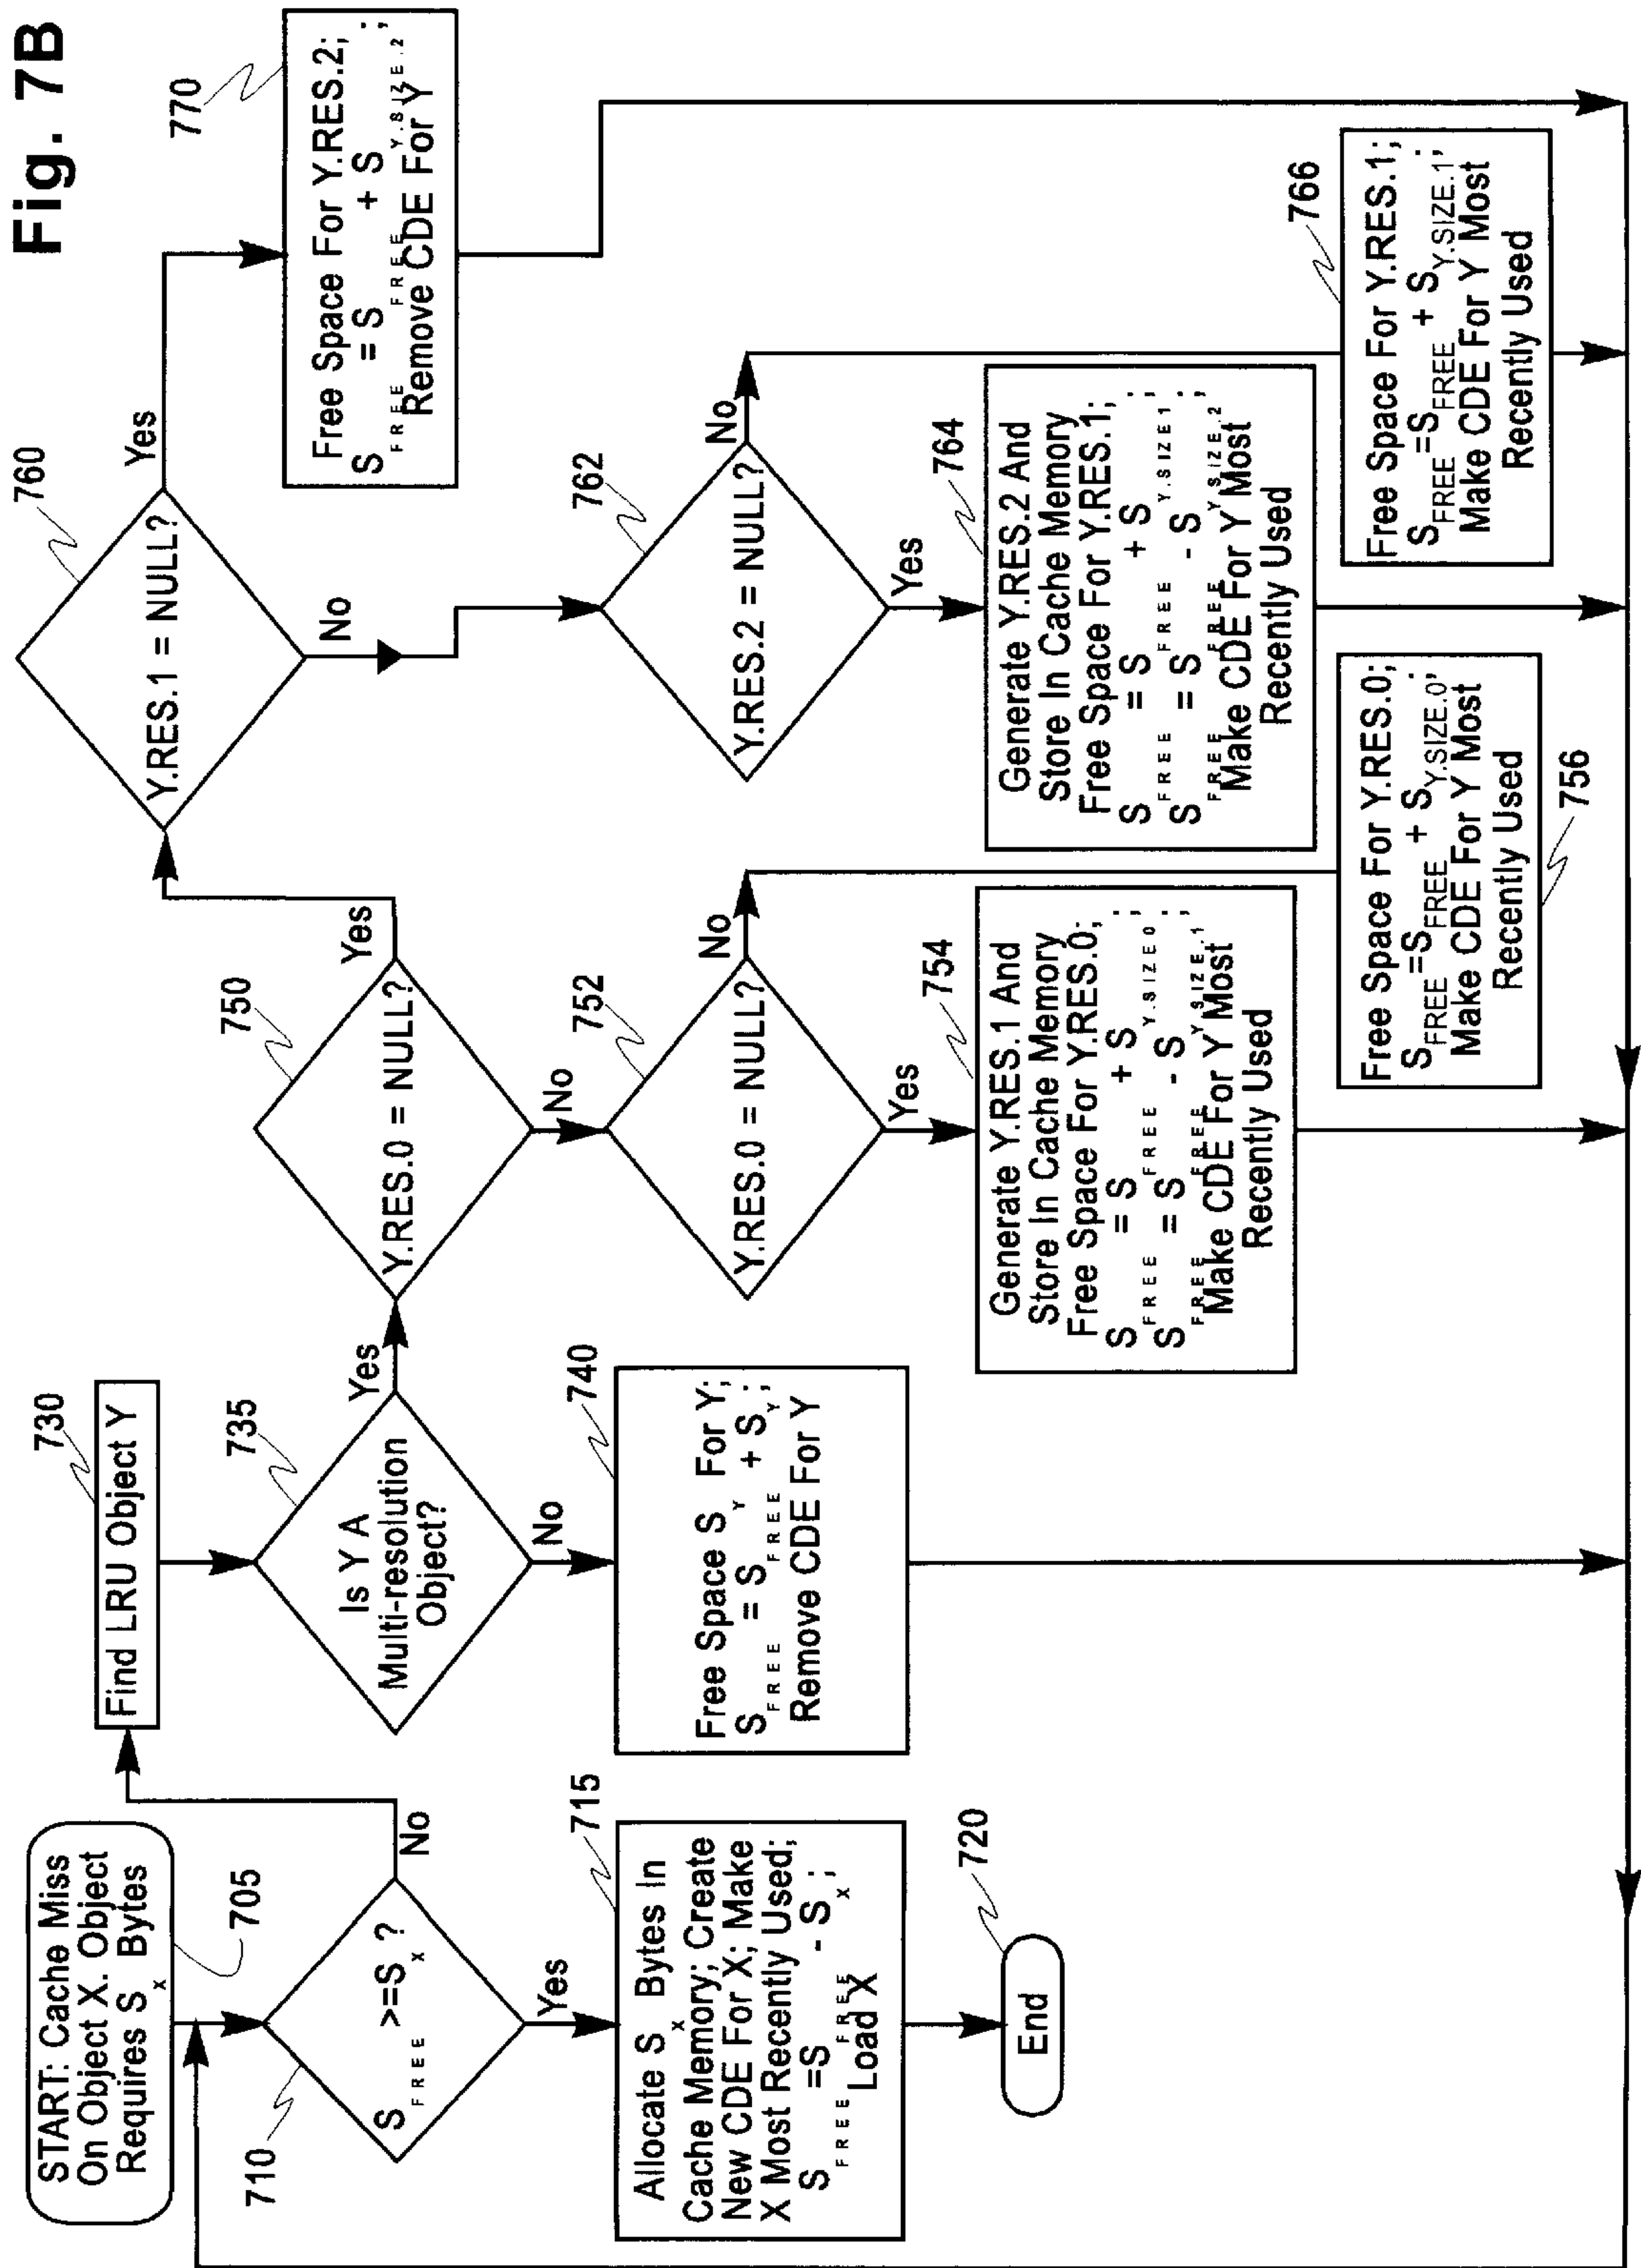 Fig. 7B
START: Cache Miss
On Object X. Object
Requires Sx Bytes
705
710
SFREE >=Sx ?
No
Yes
715
Allocate Sx Bytes In
Cache Memory; Create
New CDE For X; Make
X Most Recently Used;
SFREE =SFREE - Sx;
Load X
720
End
730
Find LRU Object Y
735
Is Y A
Multi-resolution
Object?
Yes
No
740
Free Space SY For Y;
SFREE = SFREE + SY;
Remove CDE For Y
750
Y.RES.0 = NULL?
Yes
No
752
Y.RES.0 = NULL?
No
Yes
754
Generate Y.RES.1 And
Store In Cache Memory
Free Space For Y.RES.0;
SFREE = SFREE + SY.SIZE 0;
SFREE = SFREE - SY.SIZE.1;
Make CDE For Y Most
Recently Used
Free Space For Y.RES.0;
SFREE =SFREE + SY.SIZE.0;
Make CDE For Y Most
Recently Used
756
760
Y.RES.1 = NULL?
Yes
No
762
Y.RES.2 = NULL?
No
Yes
764
Generate Y.RES.2 And
Store In Cache Memory
Free Space For Y.RES.1;
SFREE = SFREE + SY.SIZE 1;
SFREE = SFREE - SY.SIZE.2;
Make CDE For Y Most
Recently Used
766
Free Space For Y.RES.1;
SFREE =SFREE + SY.SIZE.1;
Make CDE For Y Most
Recently Used
770
Free Space For Y.RES.2;
SFREE = SFREE + SY.SIZE.2;
Remove CDE For Y